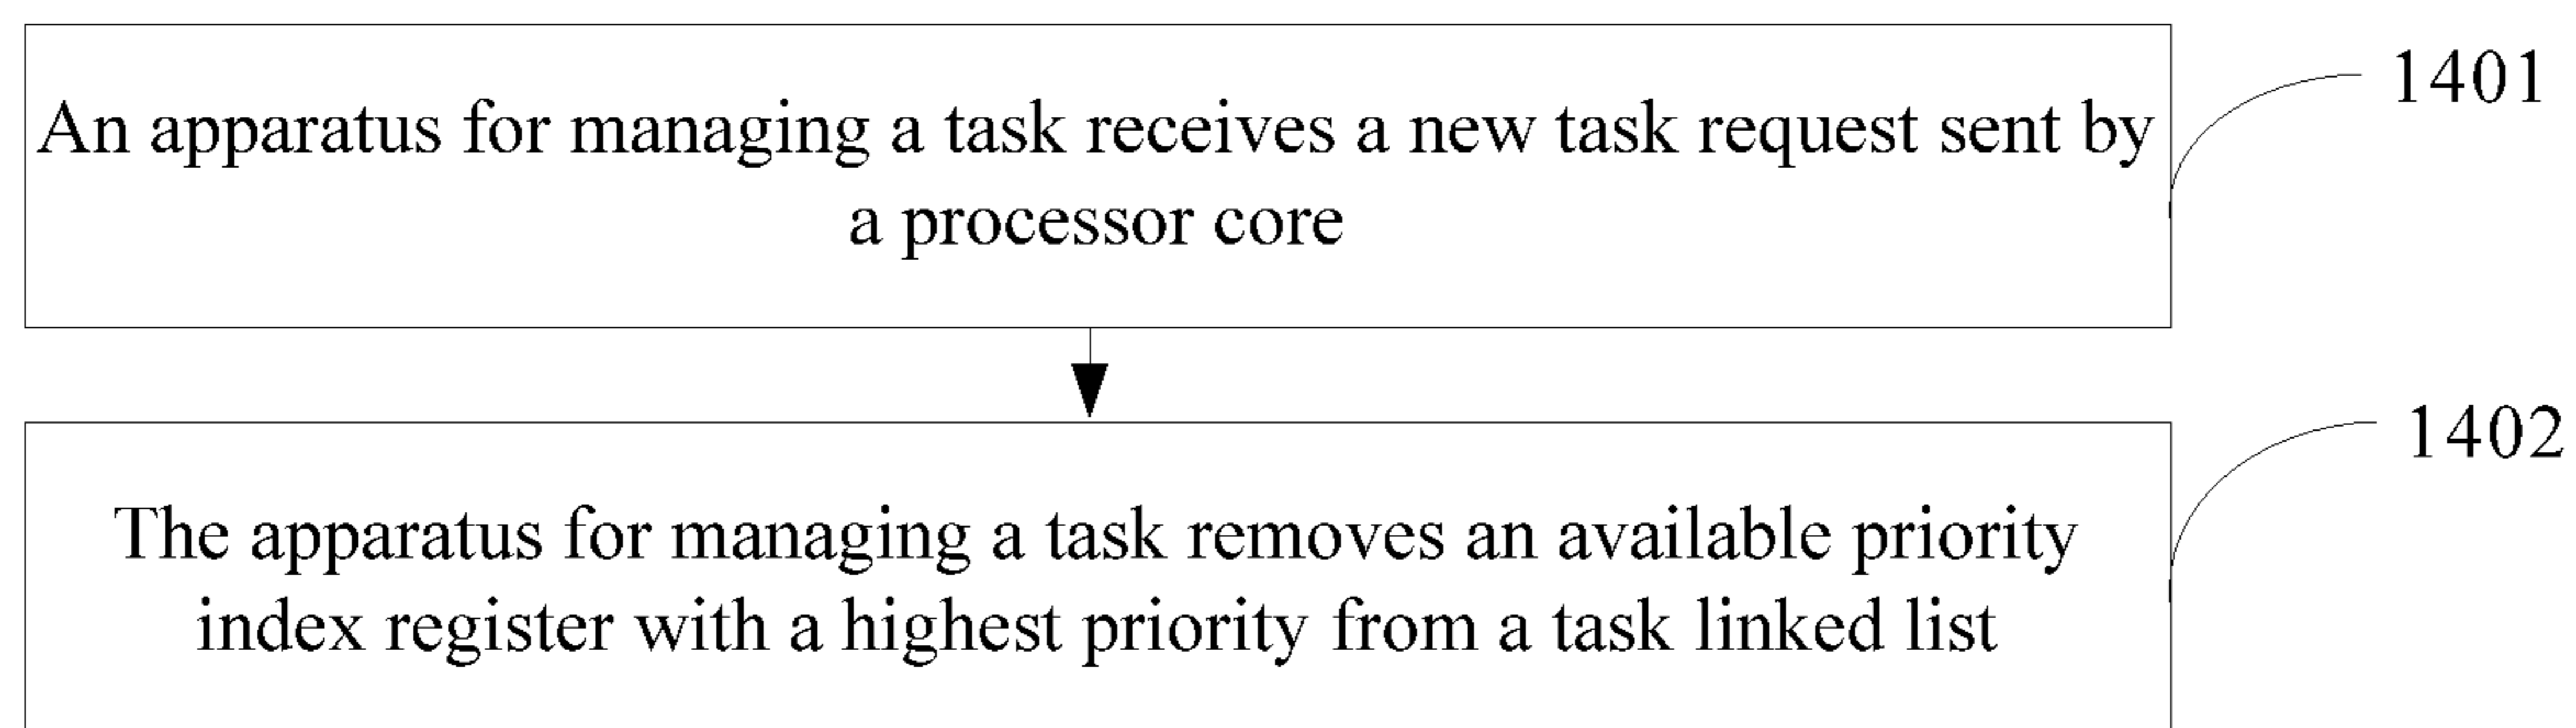 An apparatus for managing a task receives a new task request sent by
a processor core
1401
The apparatus for managing a task removes an available priority
index register with a highest priority from a task linked list
1402